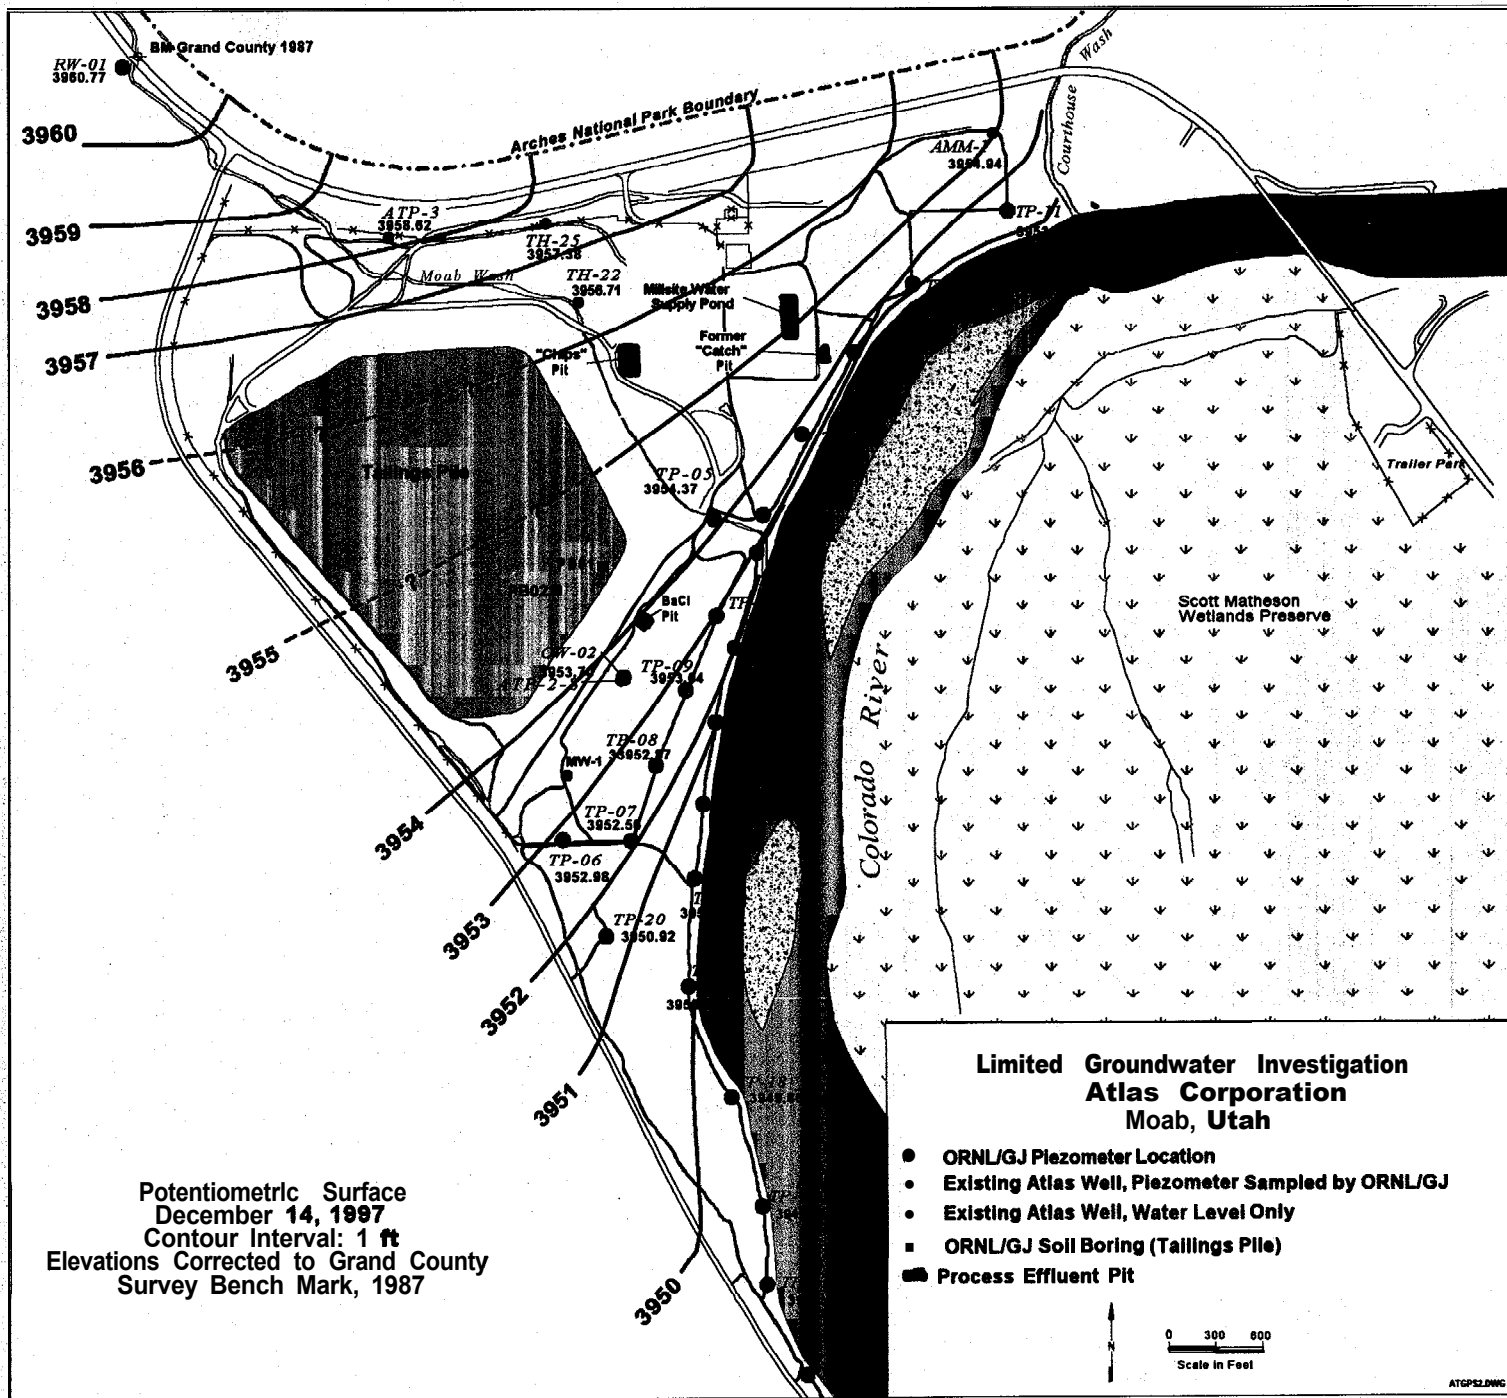 BM Grand County 1987
RW-01
3960.77
3960
Arches National Park Boundary
Courthouse
Wash
3954.94
3959
ATP-3
3958.62
TH-25
3957.38
TP-11
Moab Wash
TH-22
3956.71
Millsite Water
Supply Pond
3958
Former
"Catch"
Pit
"Chips"
Pit
3957
3956
Tailings Pile
TP-05
3954.37
Trailer Park
Scott Matheson
Wetlands Preserve
BaCl
Pit
3955
TP-09
Colorado River
TP-08
MW-1
TP-07
3954
TP-06
3952.98
3953
TP-20
3950.92
3952
3951
3950
Potentiometric Surface
December 14, 1997
Contour Interval: 1 ft
Elevations Corrected to Grand County
Survey Bench Mark, 1987
Limited Groundwater Investigation
Atlas Corporation
Moab, Utah
ORNL/GJ Piezometer Location
Existing Atlas Well, Piezometer Sampled by ORNL/GJ
Existing Atlas Well, Water Level Only
ORNL/GJ Soil Boring (Tailings Pile)
Process Effluent Pit
N
0 300 600
Scale in Feet
ATGPS2.DWG